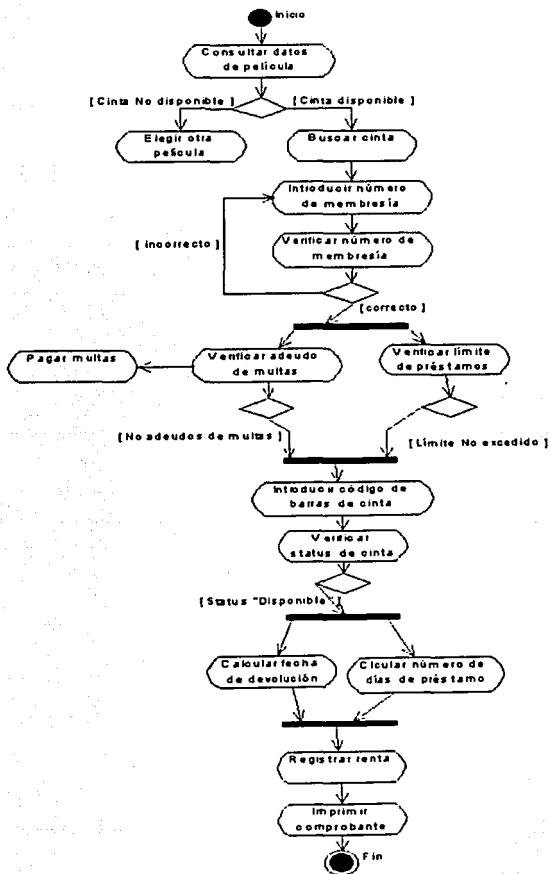 Inicio
Consultar datos
de película
[ Cinta No disponible ]
[ Cinta disponible ]
Elegir otra
película
Buscar cinta
Introducir número
de membresía
[ incorrecto ]
Verificar número de
membresía
[correcto ]
Pagar multas
Verificar adeudo
de multas
Verificar límite
de préstamos
[No adeudos de multas ]
[Límite No excedido ]
Introducir código de
barras de cinta
Verificar
status de cinta
[ Status "Disponible" ]
Calcular fecha
de devolución
Clcular número de
días de préstamo
Registrar renta
Imprimir
comprobante
Fin